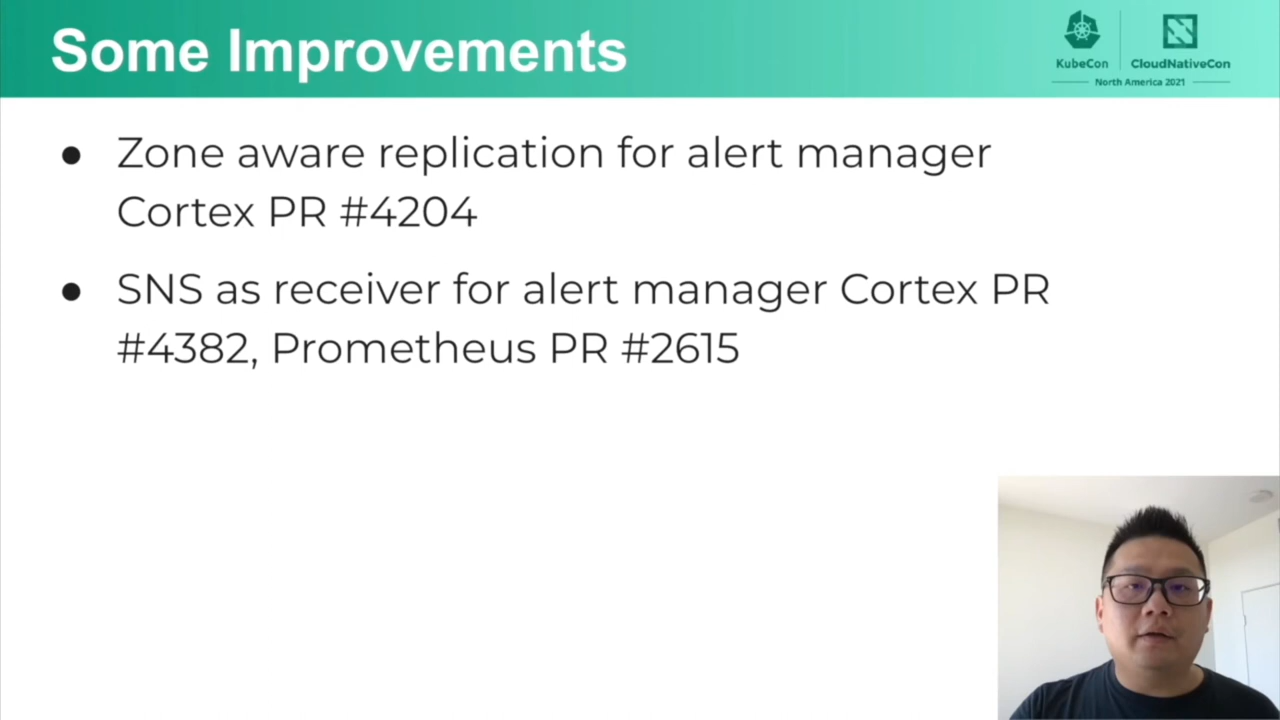 Some Improvements
KubeCon
CloudNativeCon
North America 2021
● Zone aware replication for alert manager
Cortex PR #4204
● SNS as receiver for alert manager Cortex PR
#4382, Prometheus PR #2615